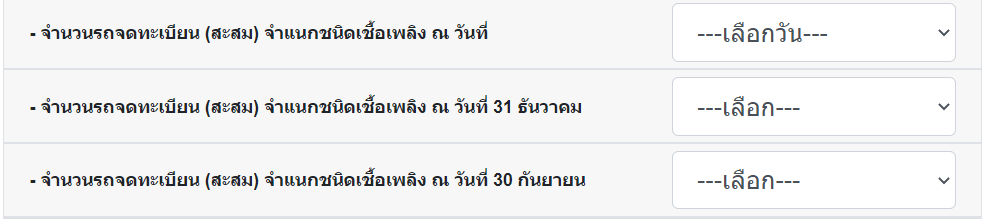 - จำนวนรถจดทะเบียน (สะสม) จำแนกชนิดเชื้อเพลิง ณ วันที่ ---เลือกวัน---
- จำนวนรถจดทะเบียน (สะสม) จำแนกชนิดเชื้อเพลิง ณ วันที่ 31 ธันวาคม ---เลือก---
- จำนวนรถจดทะเบียน (สะสม) จำแนกชนิดเชื้อเพลิง ณ วันที่ 30 กันยายน ---เลือก---